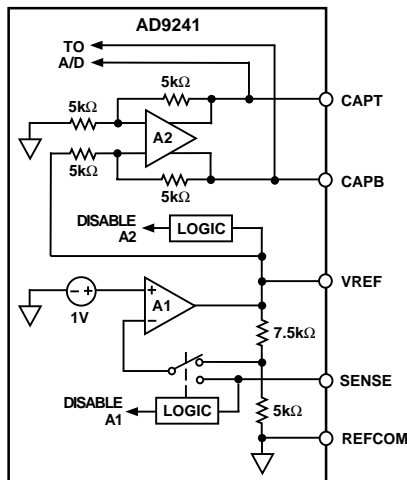 AD9241
TO
A/D
5kΩ
5kΩ
A2
CAPT
5kΩ
5kΩ
CAPB
DISABLE
A2
LOGIC
VREF
– +
1V
+
–
A1
7.5kΩ
SENSE
DISABLE
A1
LOGIC
5kΩ
REFCOM